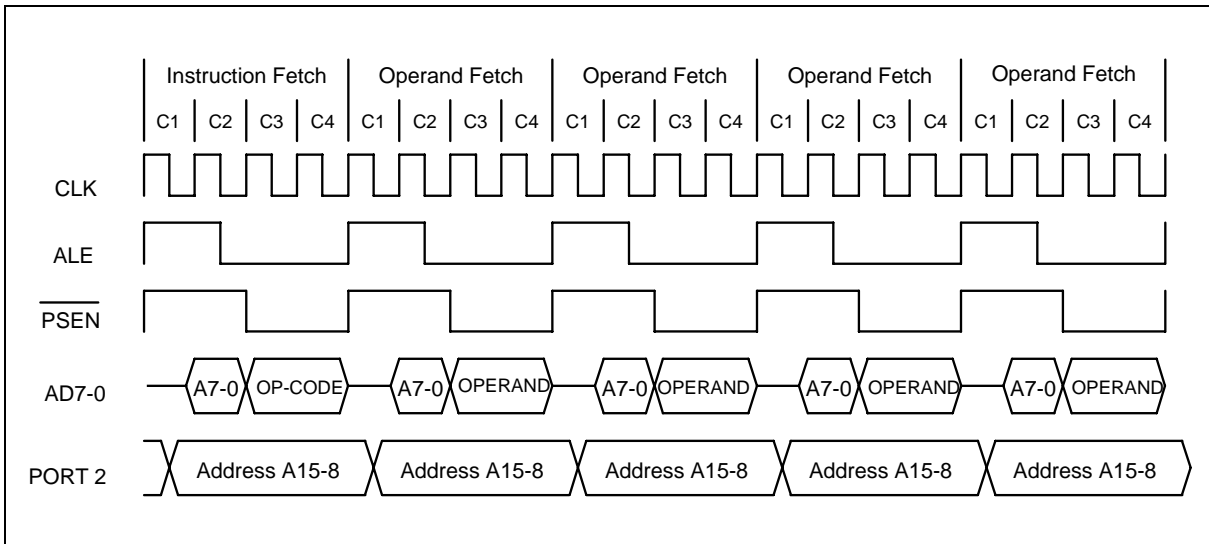 Instruction Fetch Operand Fetch Operand Fetch Operand Fetch Operand Fetch
C1 C2 C3 C4 C1 C2 C3 C4 C1 C2 C3 C4 C1 C2 C3 C4 C1 C2 C3 C4
CLK
ALE
PSEN
AD7-0 A7-0 OP-CODE A7-0 OPERAND A7-0 OPERAND A7-0 OPERAND A7-0 OPERAND
PORT 2 Address A15-8 Address A15-8 Address A15-8 Address A15-8 Address A15-8